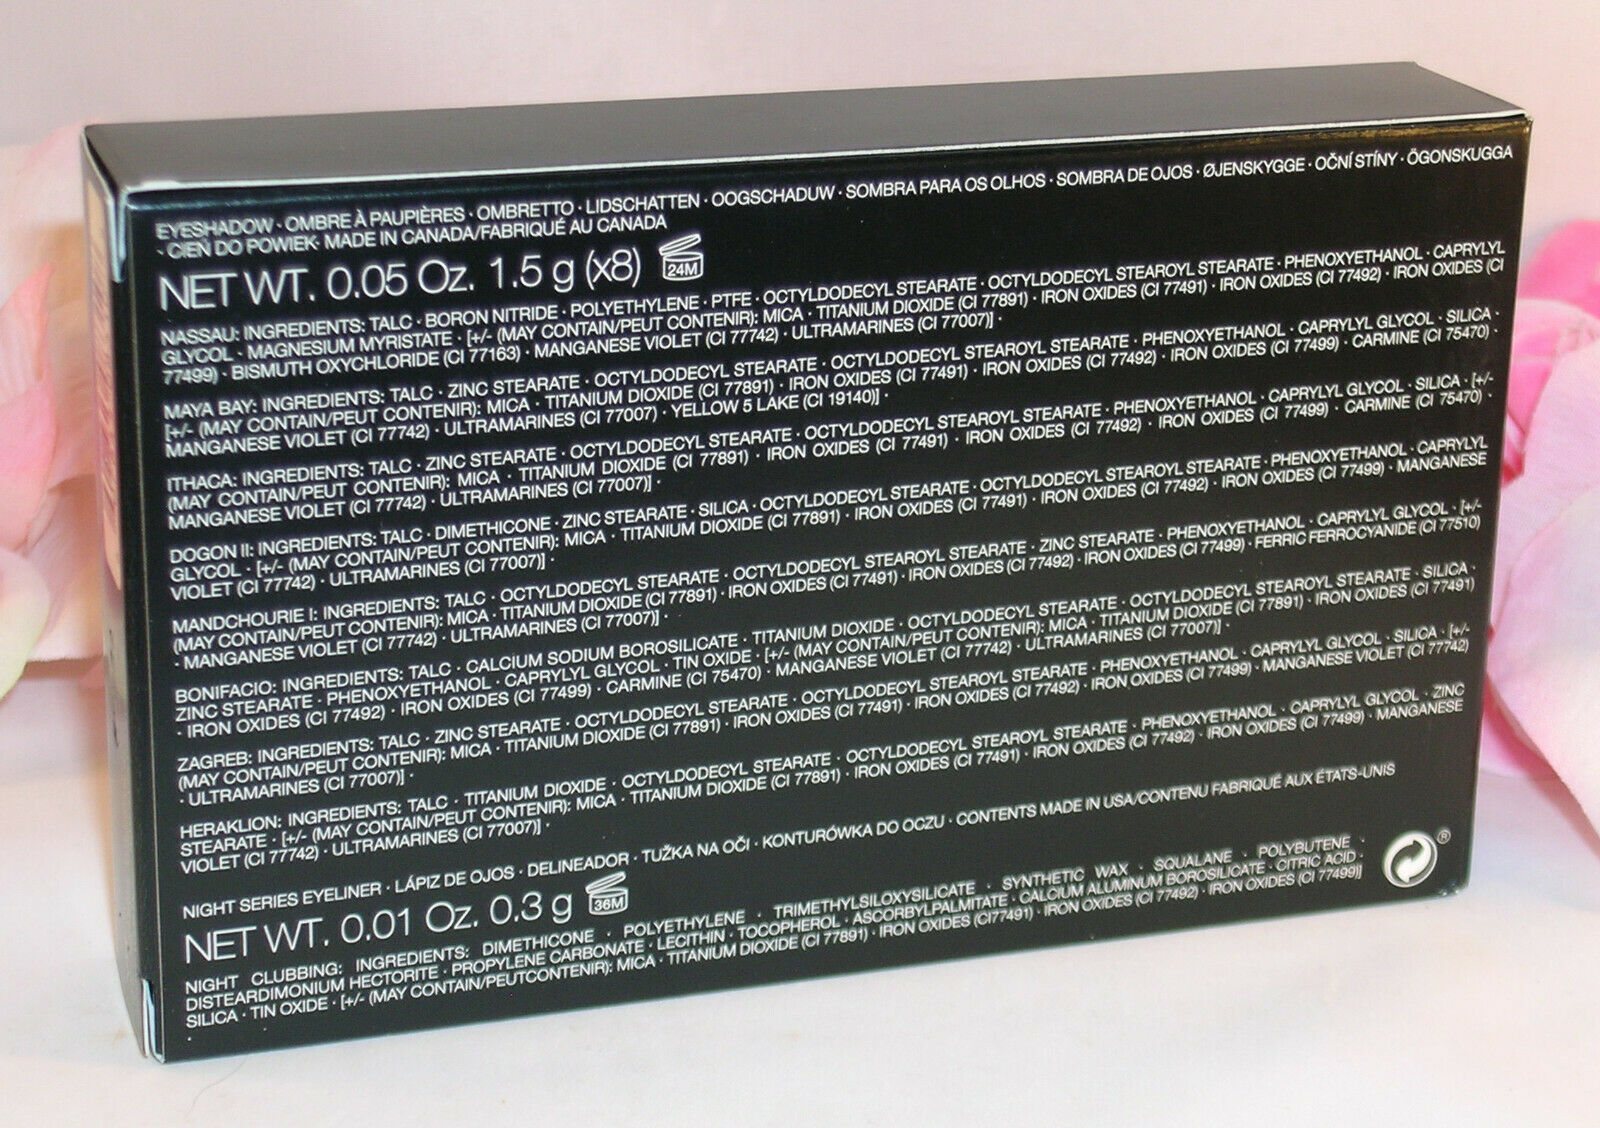 EYESHADOW · OMBRE À PAUPIÈRES · OMBRETTO · LIDSCHATTEN · OOGSCHADUW · SOMBRA PARA OS OLHOS · SOMBRA DE OJOS · ØJENSKYGGE · OČNÍ STÍNY · ÖGONSKUGGA
· CIEŃ DO POWIEK · MADE IN CANADA/FABRIQUÉ AU CANADA
NET WT. 0.05 Oz. 1.5 g (x8) 24M
NASSAU: INGREDIENTS: TALC · BORON NITRIDE · POLYETHYLENE · PTFE · OCTYLDODECYL STEARATE · OCTYLDODECYL STEAROYL STEARATE · PHENOXYETHANOL · CAPRYLYL
GLYCOL · MAGNESIUM MYRISTATE · [+/- (MAY CONTAIN/PEUT CONTENIR): MICA · TITANIUM DIOXIDE (CI 77891) · IRON OXIDES (CI 77491) · IRON OXIDES (CI 77492) · IRON OXIDES (CI
77499) · BISMUTH OXYCHLORIDE (CI 77163) · MANGANESE VIOLET (CI 77742 · ULTRAMARINES (CI 77007)] ·
MAYA BAY: INGREDIENTS: TALC · ZINC STEARATE · OCTYLDODECYL STEARATE · OCTYLDODECYL STEAROYL STEARATE · PHENOXYETHANOL · CAPRYLYL GLYCOL · SILICA ·
[+/- (MAY CONTAIN/PEUT CONTENIR): MICA · TITANIUM DIOXIDE (CI 77891) · IRON OXIDES (CI 77491) · IRON OXIDES (CI 77492) · IRON OXIDES (CI 77499) · CARMINE (CI 75470) ·
MANGANESE VIOLET (CI 77742) · ULTRAMARINES (CI 77007) · YELLOW 5 LAKE (CI 19140)] ·
ITHACA: INGREDIENTS: TALC · ZINC STEARATE · OCTYLDODECYL STEARATE · OCTYLDODECYL STEAROYL STEARATE · PHENOXYETHANOL · CAPRYLYL GLYCOL · SILICA · [+/-
(MAY CONTAIN/PEUT CONTENIR): MICA · TITANIUM DIOXIDE (CI 77891) · IRON OXIDES (CI 77491) · IRON OXIDES (CI 77492) · IRON OXIDES (CI 77499) · CARMINE (CI 75470) ·
MANGANESE VIOLET (CI 77742) · ULTRAMARINES (CI 77007)] ·
DOGON II: INGREDIENTS: TALC · DIMETHICONE · ZINC STEARATE · SILICA · OCTYLDODECYL STEARATE · OCTYLDODECYL STEAROYL STEARATE · PHENOXYETHANOL · CAPRYLYL
GLYCOL · [+/- (MAY CONTAIN/PEUT CONTENIR): MICA · TITANIUM DIOXIDE (CI 77891) · IRON OXIDES (CI 77491) · IRON OXIDES (CI 77492) · IRON OXIDES (CI 77499) · MANGANESE
VIOLET (CI 77742) · ULTRAMARINES (CI 77007)] ·
MANDCHOURIE I: INGREDIENTS: TALC · OCTYLDODECYL STEARATE · OCTYLDODECYL STEAROYL STEARATE · ZINC STEARATE · PHENOXYETHANOL · CAPRYLYL GLYCOL · [+/-
(MAY CONTAIN/PEUT CONTENIR): MICA · TITANIUM DIOXIDE (CI 77891) · IRON OXIDES (CI 77491) · IRON OXIDES (CI 77492) · IRON OXIDES (CI 77499) · FERRIC FERROCYANIDE (CI 77510)
· MANGANESE VIOLET (CI 77742) · ULTRAMARINES (CI 77007)] ·
BONIFACIO: INGREDIENTS: TALC · CALCIUM SODIUM BOROSILICATE · TITANIUM DIOXIDE · OCTYLDODECYL STEARATE · OCTYLDODECYL STEAROYL STEARATE · SILICA ·
ZINC STEARATE · PHENOXYETHANOL · CAPRYLYL GLYCOL · TIN OXIDE · [+/- (MAY CONTAIN/PEUT CONTENIR): MICA · TITANIUM DIOXIDE (CI 77891) · IRON OXIDES (CI 77491)
· IRON OXIDES (CI 77492) · IRON OXIDES (CI 77499) · CARMINE (CI 75470) · MANGANESE VIOLET (CI 77742) · ULTRAMARINES (CI 77007)] ·
ZAGREB: INGREDIENTS: TALC · ZINC STEARATE · OCTYLDODECYL STEARATE · OCTYLDODECYL STEAROYL STEARATE · PHENOXYETHANOL · CAPRYLYL GLYCOL · SILICA · [+/-
(MAY CONTAIN/PEUT CONTENIR): MICA · TITANIUM DIOXIDE (CI 77891) · IRON OXIDES (CI 77491) · IRON OXIDES (CI 77492) · IRON OXIDES (CI 77499) · MANGANESE VIOLET (CI 77742)
· ULTRAMARINES (CI 77007)] ·
HERAKLION: INGREDIENTS: TALC · TITANIUM DIOXIDE · OCTYLDODECYL STEARATE · OCTYLDODECYL STEAROYL STEARATE · PHENOXYETHANOL · CAPRYLYL GLYCOL · ZINC
STEARATE · [+/- (MAY CONTAIN/PEUT CONTENIR): MICA · TITANIUM DIOXIDE (CI 77891) · IRON OXIDES (CI 77491) · IRON OXIDES (CI 77492) · IRON OXIDES (CI 77499) · MANGANESE
VIOLET (CI 77742) · ULTRAMARINES (CI 77007)] ·
NIGHT SERIES EYELINER · LÁPIZ DE OJOS · DELINEADOR · TUŽKA NA OČI · KONTURÓWKA DO OCZU · CONTENTS MADE IN USA/CONTENU FABRIQUÉ AUX ÉTATS-UNIS
NET WT. 0.01 Oz. 0.3 g 36M
NIGHT CLUBBING: INGREDIENTS: DIMETHICONE · POLYETHYLENE · TRIMETHYLSILOXYSILICATE · SYNTHETIC WAX · SQUALANE · POLYBUTENE ·
DISTEARDIMONIUM HECTORITE · PROPYLENE CARBONATE · LECITHIN · TOCOPHEROL · ASCORBYLPALMITATE · CALCIUM ALUMINUM BOROSILICATE · CITRIC ACID ·
SILICA · TIN OXIDE · [+/- (MAY CONTAIN/PEUTCONTENIR): MICA · TITANIUM DIOXIDE (CI 77891) · IRON OXIDES (CI77491) · IRON OXIDES (CI 77492) · IRON OXIDES (CI 77499)]
·
®